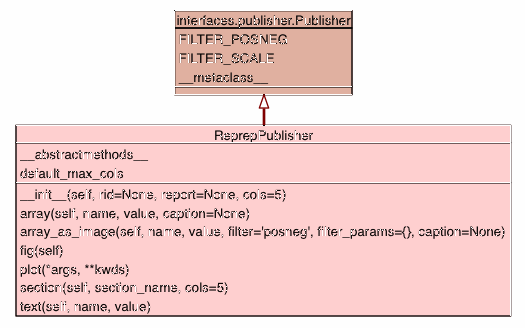 interfaces.publisher.Publisher
FILTER_POSNEG
FILTER_SCALE
__metaclass__
ReprepPublisher
__abstractmethods__
default_max_cols
__init__(self, rid=None, report=None, cols=5)
array(self, name, value, caption=None)
array_as_image(self, name, value, filter='posneg', filter_params={}, caption=None)
fig(self)
plot(*args, **kwds)
section(self, section_name, cols=5)
text(self, name, value)